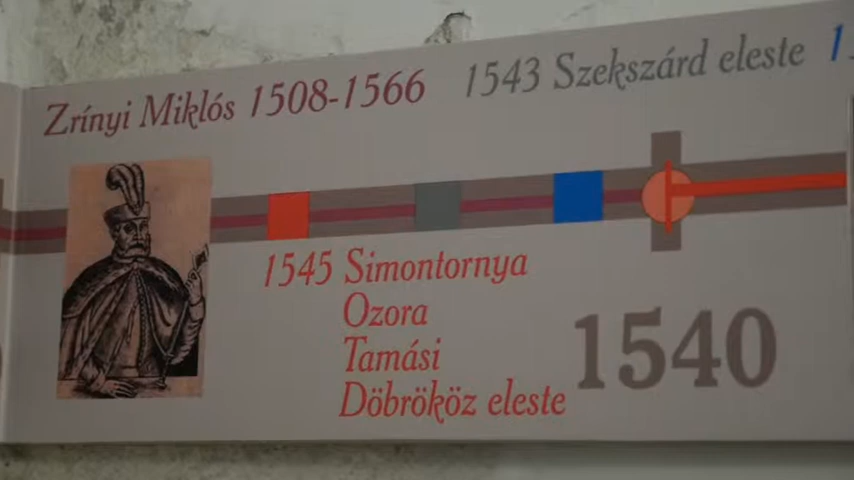 Zrínyi Miklós 1508-1566
1543 Szekszárd eleste
1545 Simontornya
Ozora
Tamási
Döbrököz eleste
1540